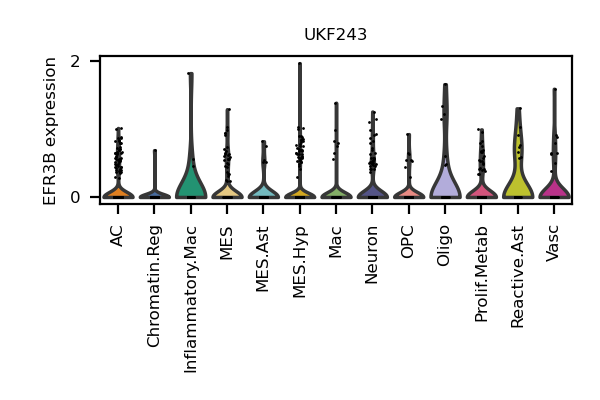 UKF243
EFR3B expression
2
0
AC
Chromatin.Reg
Inflammatory.Mac
MES
MES.Ast
MES.Hyp
Mac
Neuron
OPC
Oligo
Prolif.Metab
Reactive.Ast
Vasc